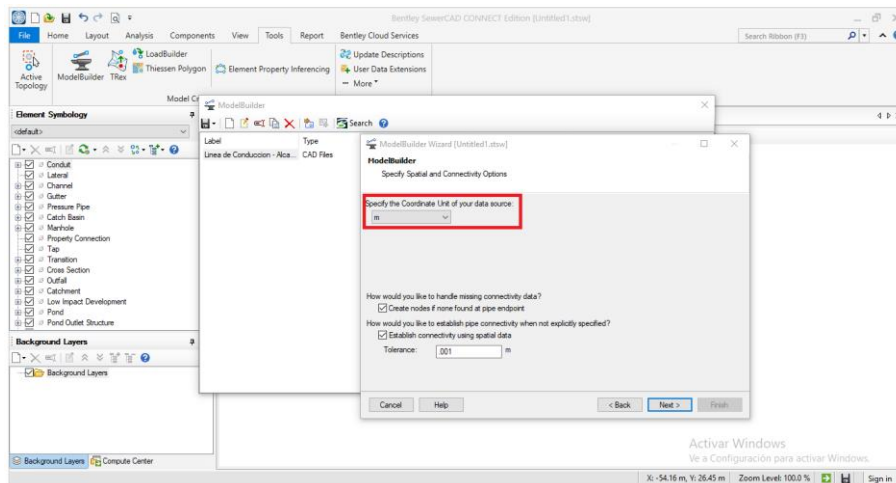 Bentley SewerCAD CONNECT Edition [Untitled1.stsw]
File Home Layout Analysis Components View Tools Report Bentley Cloud Services Search Ribbon (F3)
LoadBuilder
Thiessen Polygon
Active Topology
ModelBuilder
TRex
Element Property Inferencing
Update Descriptions
User Data Extensions
More
Model Cr
Element Symbology
<default>
Conduit
Lateral
Channel
Gutter
Pressure Pipe
Catch Basin
Manhole
Property Connection
Tap
Transition
Cross Section
Outfall
Catchment
Low Impact Development
Pond
Pond Outlet Structure
Background Layers
Background Layers
Background Layers Compute Center
ModelBuilder
Search
Label Type
Linea de Conduccion - Alca... CAD Files
ModelBuilder Wizard [Untitled1.stsw]
ModelBuilder
Specify Spatial and Connectivity Options
Specify the Coordinate Unit of your data source:
m
How would you like to handle missing connectivity data?
Create nodes if none found at pipe endpoint
How would you like to establish pipe connectivity when not explicitly specified?
Establish connectivity using spatial data
Tolerance: .001 m
Cancel Help < Back Next > Finish
Activar Windows
Ve a Configuración para activar Windows.
X: -54.16 m, Y: 26.45 m Zoom Level: 100.0 % Sign in